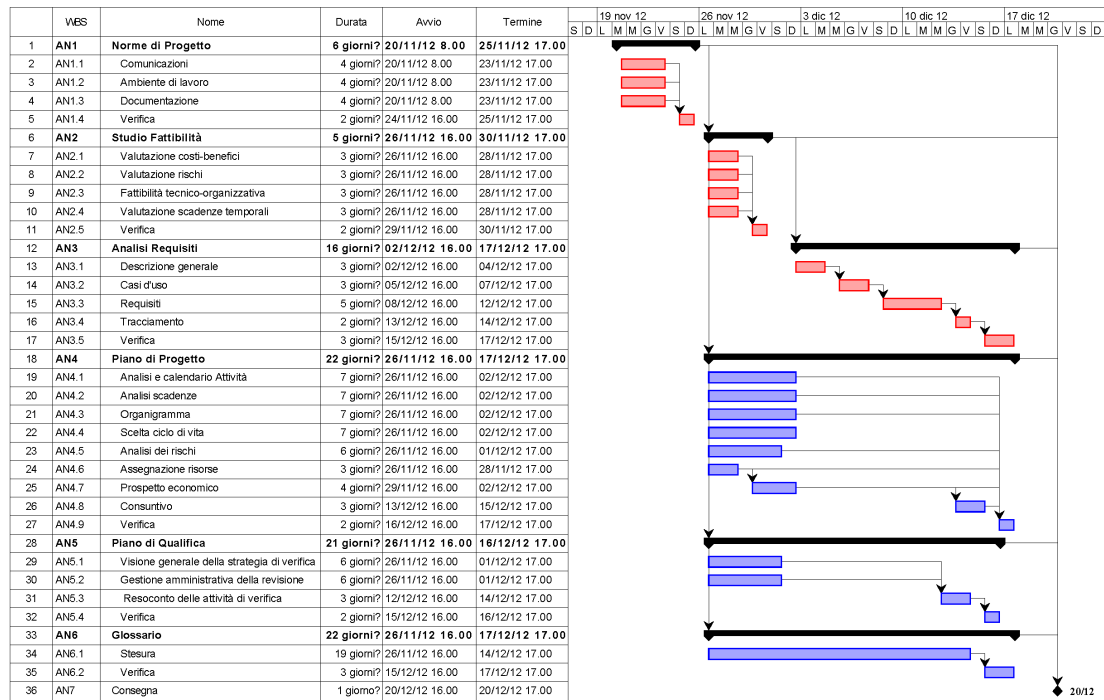 19 nov 12 26 nov 12 3 dic 12 10 dic 12 17 dic 12
WBS Nome Durata Avvio Termine S D L M M G V S D L M M G V S D L M M G V S D L M M G V S D L M M G V S D
1 AN1 Norme di Progetto 6 giorni? 20/11/12 8.00 25/11/12 17.00
2 AN1.1 Comunicazioni 4 giorni? 20/11/12 8.00 23/11/12 17.00
3 AN1.2 Ambiente di lavoro 4 giorni? 20/11/12 8.00 23/11/12 17.00
4 AN1.3 Documentazione 4 giorni? 20/11/12 8.00 23/11/12 17.00
5 AN1.4 Verifica 2 giorni? 24/11/12 16.00 25/11/12 17.00
6 AN2 Studio Fattibilità 5 giorni? 26/11/12 16.00 30/11/12 17.00
7 AN2.1 Valutazione costi-benefici 3 giorni? 26/11/12 16.00 28/11/12 17.00
8 AN2.2 Valutazione rischi 3 giorni? 26/11/12 16.00 28/11/12 17.00
9 AN2.3 Fattibilità tecnico-organizzativa 3 giorni? 26/11/12 16.00 28/11/12 17.00
10 AN2.4 Valutazione scadenze temporali 3 giorni? 26/11/12 16.00 28/11/12 17.00
11 AN2.5 Verifica 2 giorni? 29/11/12 16.00 30/11/12 17.00
12 AN3 Analisi Requisiti 16 giorni? 02/12/12 16.00 17/12/12 17.00
13 AN3.1 Descrizione generale 3 giorni? 02/12/12 16.00 04/12/12 17.00
14 AN3.2 Casi d'uso 3 giorni? 05/12/12 16.00 07/12/12 17.00
15 AN3.3 Requisiti 5 giorni? 08/12/12 16.00 12/12/12 17.00
16 AN3.4 Tracciamento 2 giorni? 13/12/12 16.00 14/12/12 17.00
17 AN3.5 Verifica 3 giorni? 15/12/12 16.00 17/12/12 17.00
18 AN4 Piano di Progetto 22 giorni? 26/11/12 16.00 17/12/12 17.00
19 AN4.1 Analisi e calendario Attività 7 giorni? 26/11/12 16.00 02/12/12 17.00
20 AN4.2 Analisi scadenze 7 giorni? 26/11/12 16.00 02/12/12 17.00
21 AN4.3 Organigramma 7 giorni? 26/11/12 16.00 02/12/12 17.00
22 AN4.4 Scelta ciclo di vita 7 giorni? 26/11/12 16.00 02/12/12 17.00
23 AN4.5 Analisi dei rischi 6 giorni? 26/11/12 16.00 01/12/12 17.00
24 AN4.6 Assegnazione risorse 3 giorni? 26/11/12 16.00 28/11/12 17.00
25 AN4.7 Prospetto economico 4 giorni? 29/11/12 16.00 02/12/12 17.00
26 AN4.8 Consuntivo 3 giorni? 13/12/12 16.00 15/12/12 17.00
27 AN4.9 Verifica 2 giorni? 16/12/12 16.00 17/12/12 17.00
28 AN5 Piano di Qualifica 21 giorni? 26/11/12 16.00 16/12/12 17.00
29 AN5.1 Visione generale della strategia di verifica 6 giorni? 26/11/12 16.00 01/12/12 17.00
30 AN5.2 Gestione amministrativa della revisione 6 giorni? 26/11/12 16.00 01/12/12 17.00
31 AN5.3 Resoconto delle attività di verifica 3 giorni? 12/12/12 16.00 14/12/12 17.00
32 AN5.4 Verifica 2 giorni? 15/12/12 16.00 16/12/12 17.00
33 AN6 Glossario 22 giorni? 26/11/12 16.00 17/12/12 17.00
34 AN6.1 Stesura 19 giorni? 26/11/12 16.00 14/12/12 17.00
35 AN6.2 Verifica 3 giorni? 15/12/12 16.00 17/12/12 17.00
36 AN7 Consegna 1 giorno? 20/12/12 16.00 20/12/12 17.00 20/12